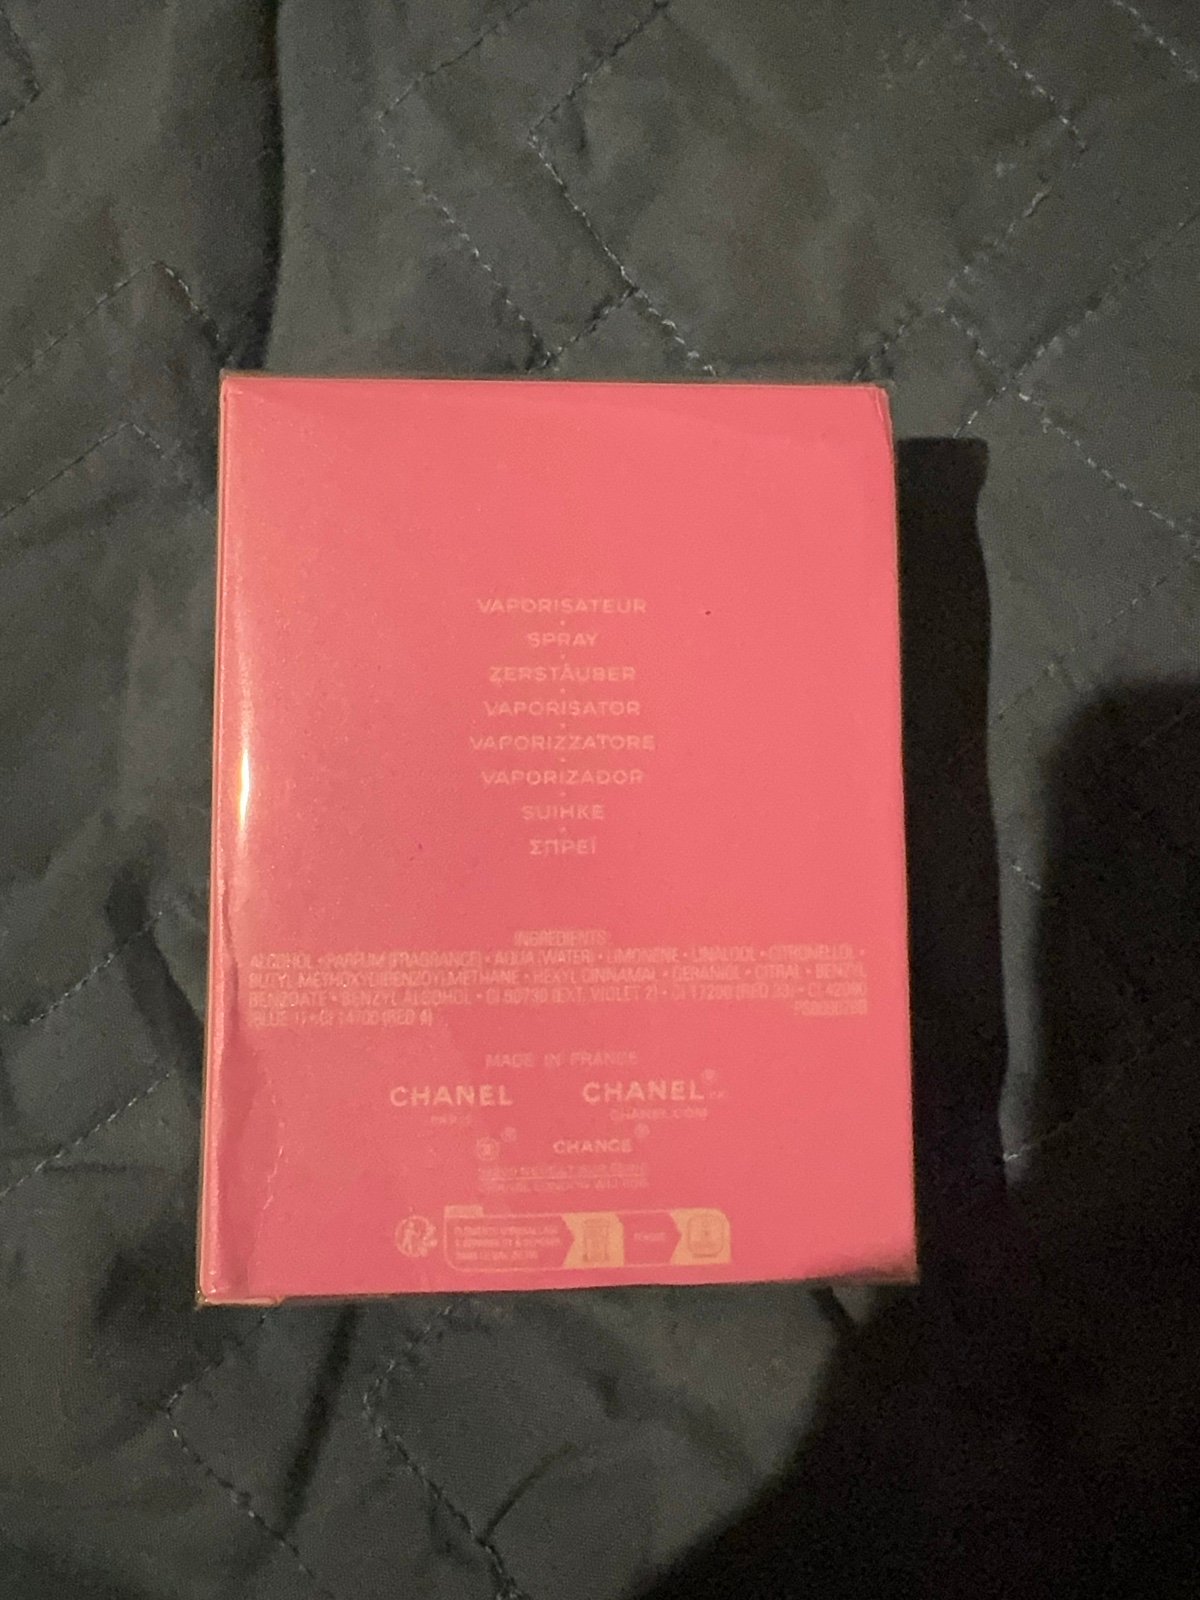 VAPORISATEUR
SPRAY
ZERSTÄUBER
VAPORISATOR
VAPORIZZATORE
VAPORIZADOR
SUIHKE
ΣΠΡΕΪ
INGREDIENTS:
ALCOHOL • PARFUM (FRAGRANCE) • AQUA (WATER) • LIMONENE • LINALOOL • CITRONELLOL •
BUTYL METHOXYDIBENZOYLMETHANE • HEXYL CINNAMAL • GERANIOL • CITRAL • BENZYL
BENZOATE • BENZYL ALCOHOL • CI 60730 (EXT. VIOLET 2) • CI 17200 (RED 33) • CI 42090
(BLUE 1) • CI 14700 (RED 4)
MADE IN FRANCE
CHANEL CHANEL®
PARIS CHANEL.COM
® CHANCE®